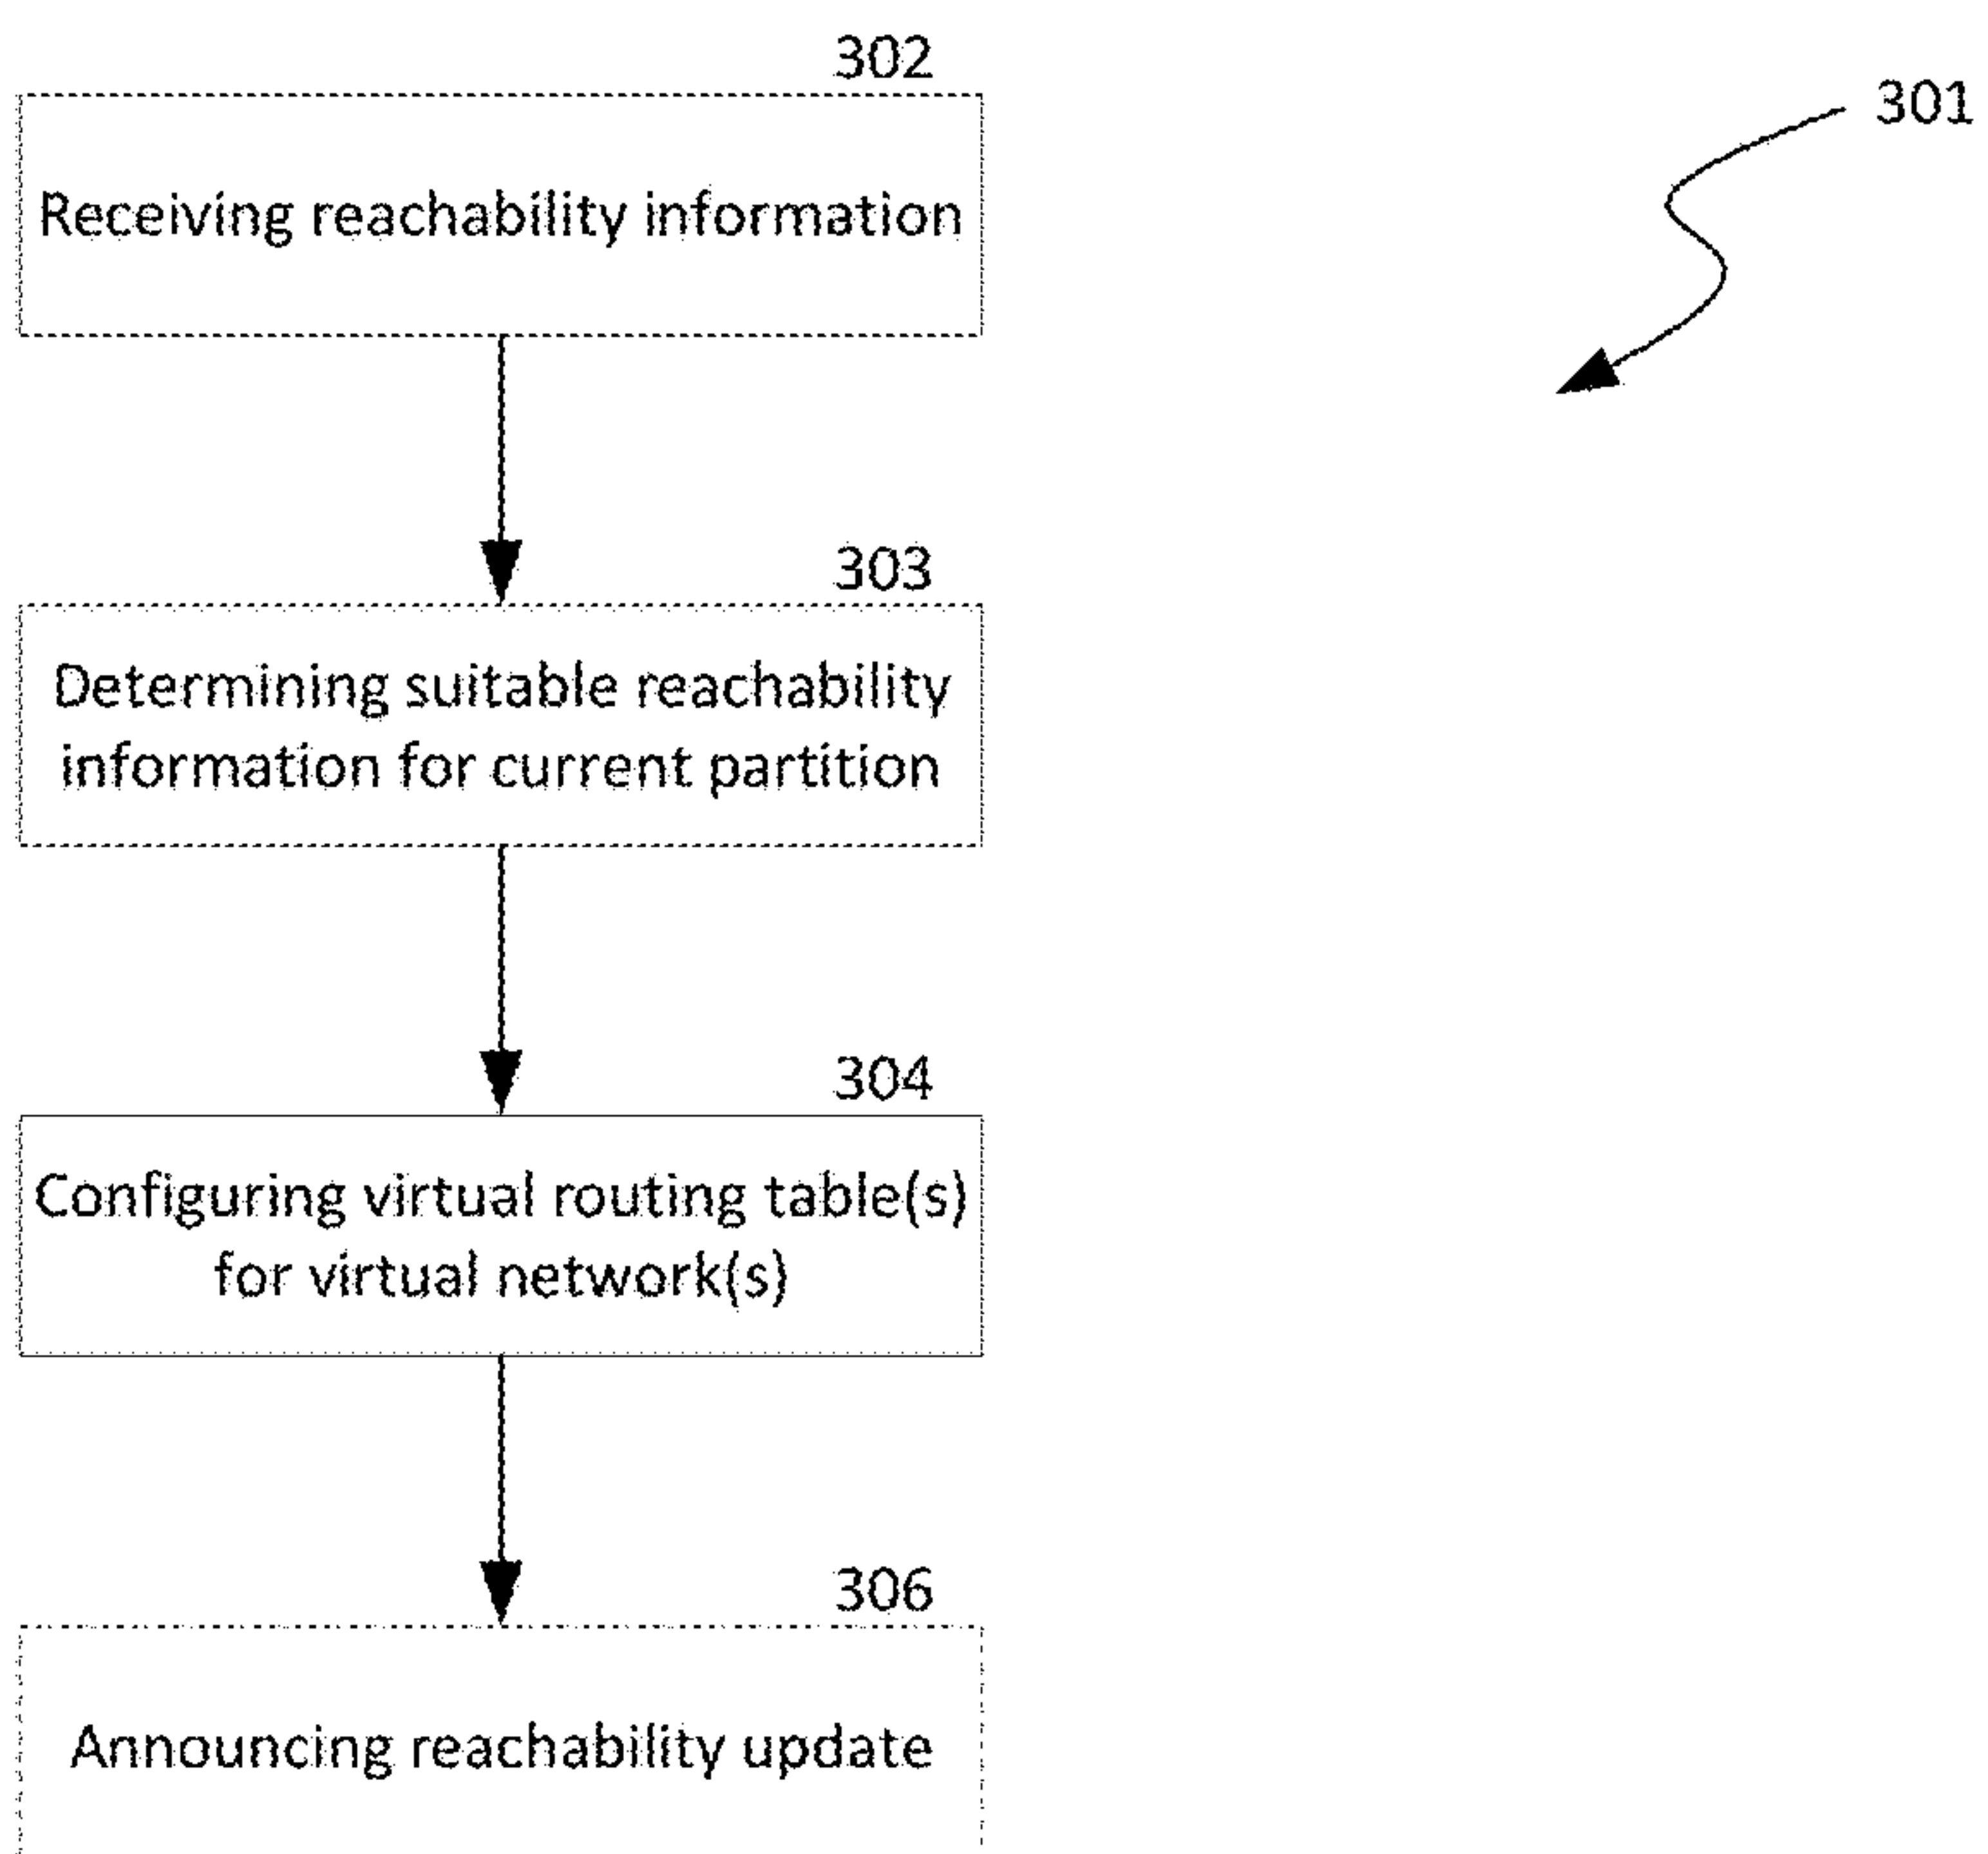 302
301
Receiving reachability information
303
Determining suitable reachability
information for current partition
304
Configuring virtual routing table(s)
for virtual network(s)
306
Announcing reachability update